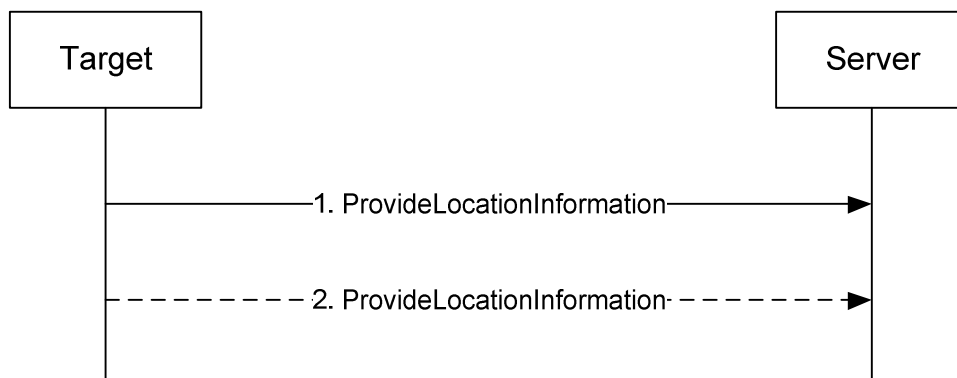 Target
Server
1. ProvideLocationInformation
2. ProvideLocationInformation